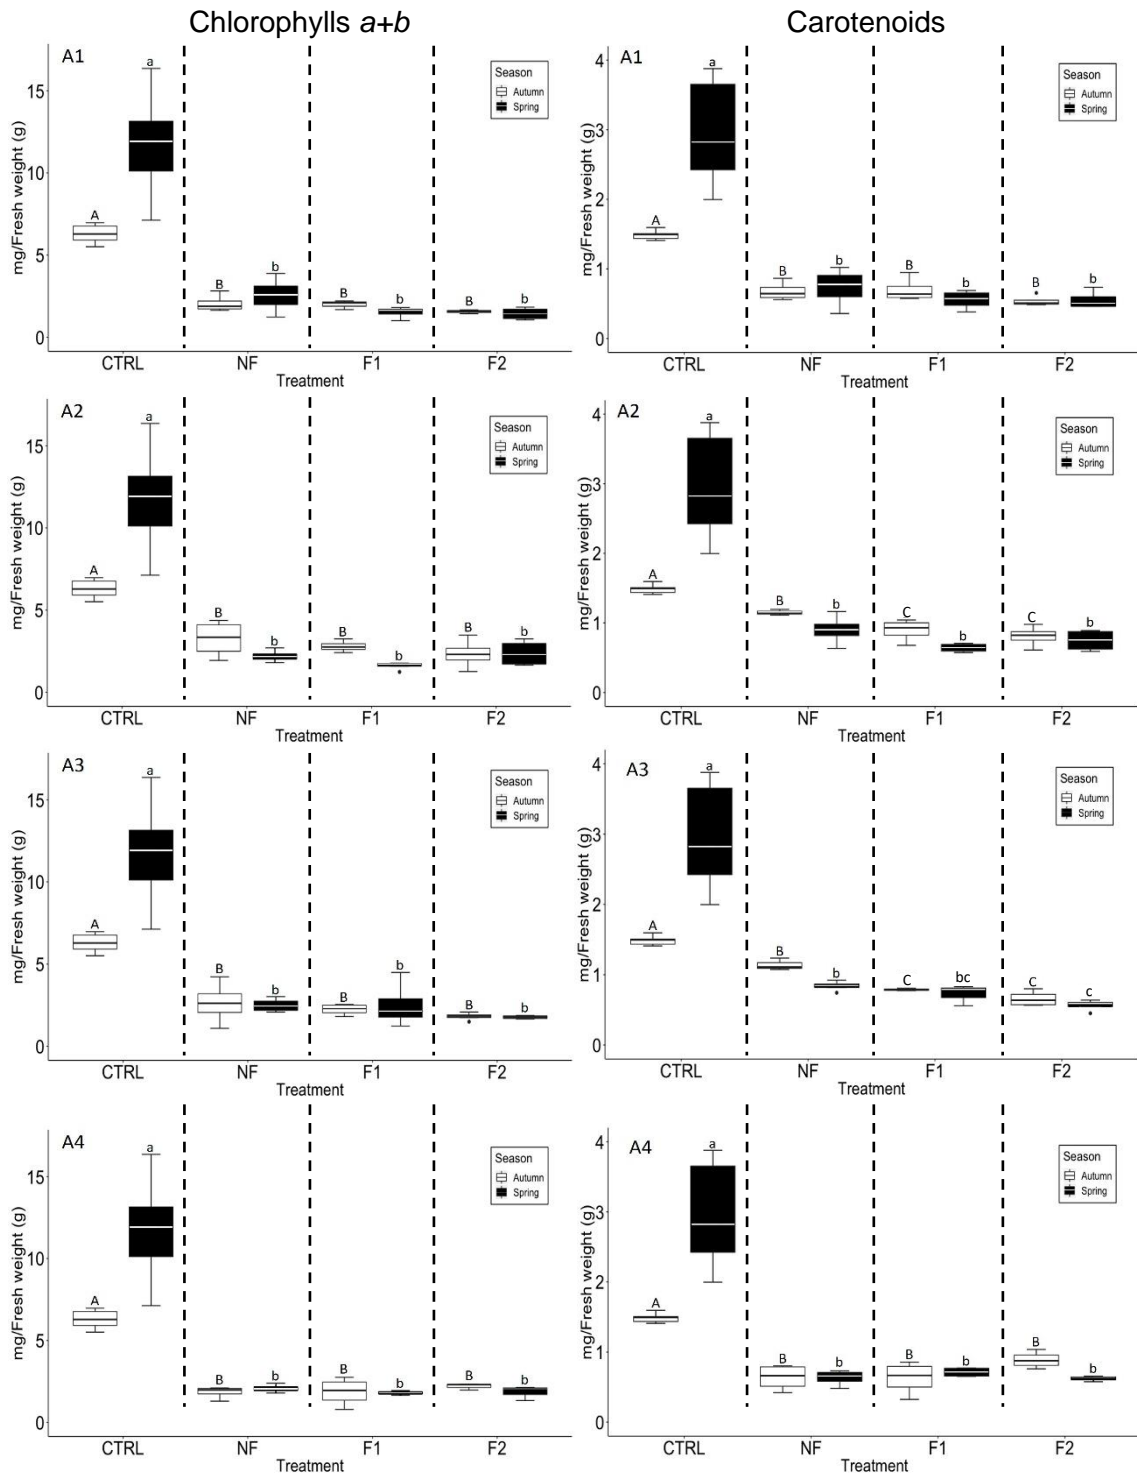 Chlorophylls a+b
Carotenoids
A1
mg/Fresh weight (g)
15
10
5
0
A
a
B
b
B
b
B
b
Season
Autumn
Spring
CTRL
NF
F1
F2
Treatment
A1
mg/Fresh weight (g)
4
3
2
1
0
A
a
B
b
B
b
B
b
Season
Autumn
Spring
CTRL
NF
F1
F2
Treatment
A2
mg/Fresh weight (g)
15
10
5
0
A
a
B
b
B
b
B
b
Season
Autumn
Spring
CTRL
NF
F1
F2
Treatment
A2
mg/Fresh weight (g)
4
3
2
1
0
A
a
B
b
C
b
C
b
Season
Autumn
Spring
CTRL
NF
F1
F2
Treatment
A3
mg/Fresh weight (g)
15
10
5
0
A
a
B
b
B
b
B
b
Season
Autumn
Spring
CTRL
NF
F1
F2
Treatment
A3
mg/Fresh weight (g)
4
3
2
1
0
A
a
B
b
C
bc
C
c
Season
Autumn
Spring
CTRL
NF
F1
F2
Treatment
A4
mg/Fresh weight (g)
15
10
5
0
A
a
B
b
B
b
B
b
Season
Autumn
Spring
CTRL
NF
F1
F2
Treatment
A4
mg/Fresh weight (g)
4
3
2
1
0
A
a
B
b
B
b
B
b
Season
Autumn
Spring
CTRL
NF
F1
F2
Treatment